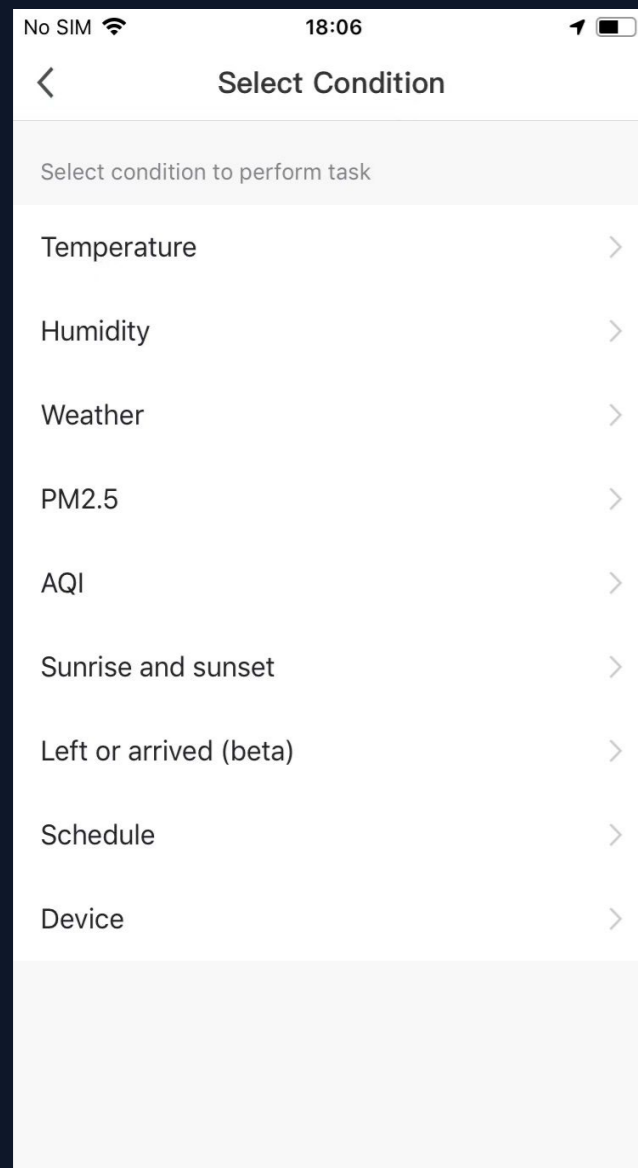 No SIM 18:06
Select Condition
Select condition to perform task
Temperature
Humidity
Weather
PM2.5
AQI
Sunrise and sunset
Left or arrived (beta)
Schedule
Device